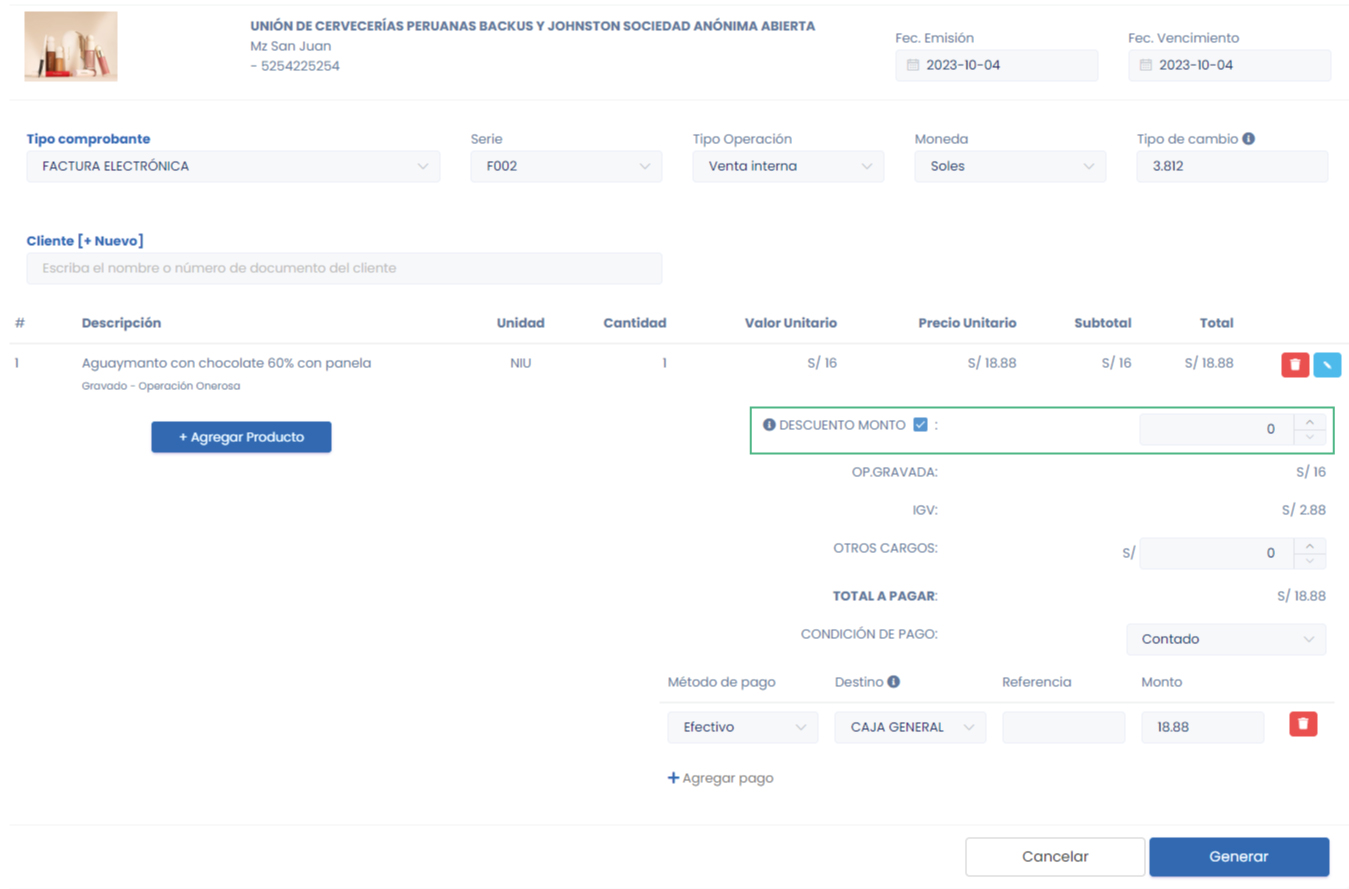 UNIÓN DE CERVECERÍAS PERUANAS BACKUS Y JOHNSTON SOCIEDAD ANÓNIMA ABIERTA
Mz San Juan
- 5254225254
Fec. Emisión
2023-10-04
Fec. Vencimiento
2023-10-04
Tipo comprobante
FACTURA ELECTRÓNICA
Serie
F002
Tipo Operación
Venta interna
Moneda
Soles
Tipo de cambio
3.812
Cliente [+ Nuevo]
Escriba el nombre o número de documento del cliente
# Descripción Unidad Cantidad Valor Unitario Precio Unitario Subtotal Total
1 Aguaymanto con chocolate 60% con panela NIU 1 S/ 16 S/ 18.88 S/ 16 S/ 18.88
Gravado - Operación Onerosa
+ Agregar Producto
DESCUENTO MONTO : 0
OP.GRAVADA: S/ 16
IGV: S/ 2.88
OTROS CARGOS: S/ 0
TOTAL A PAGAR: S/ 18.88
CONDICIÓN DE PAGO: Contado
Método de pago Destino Referencia Monto
Efectivo CAJA GENERAL 18.88
+ Agregar pago
Cancelar Generar